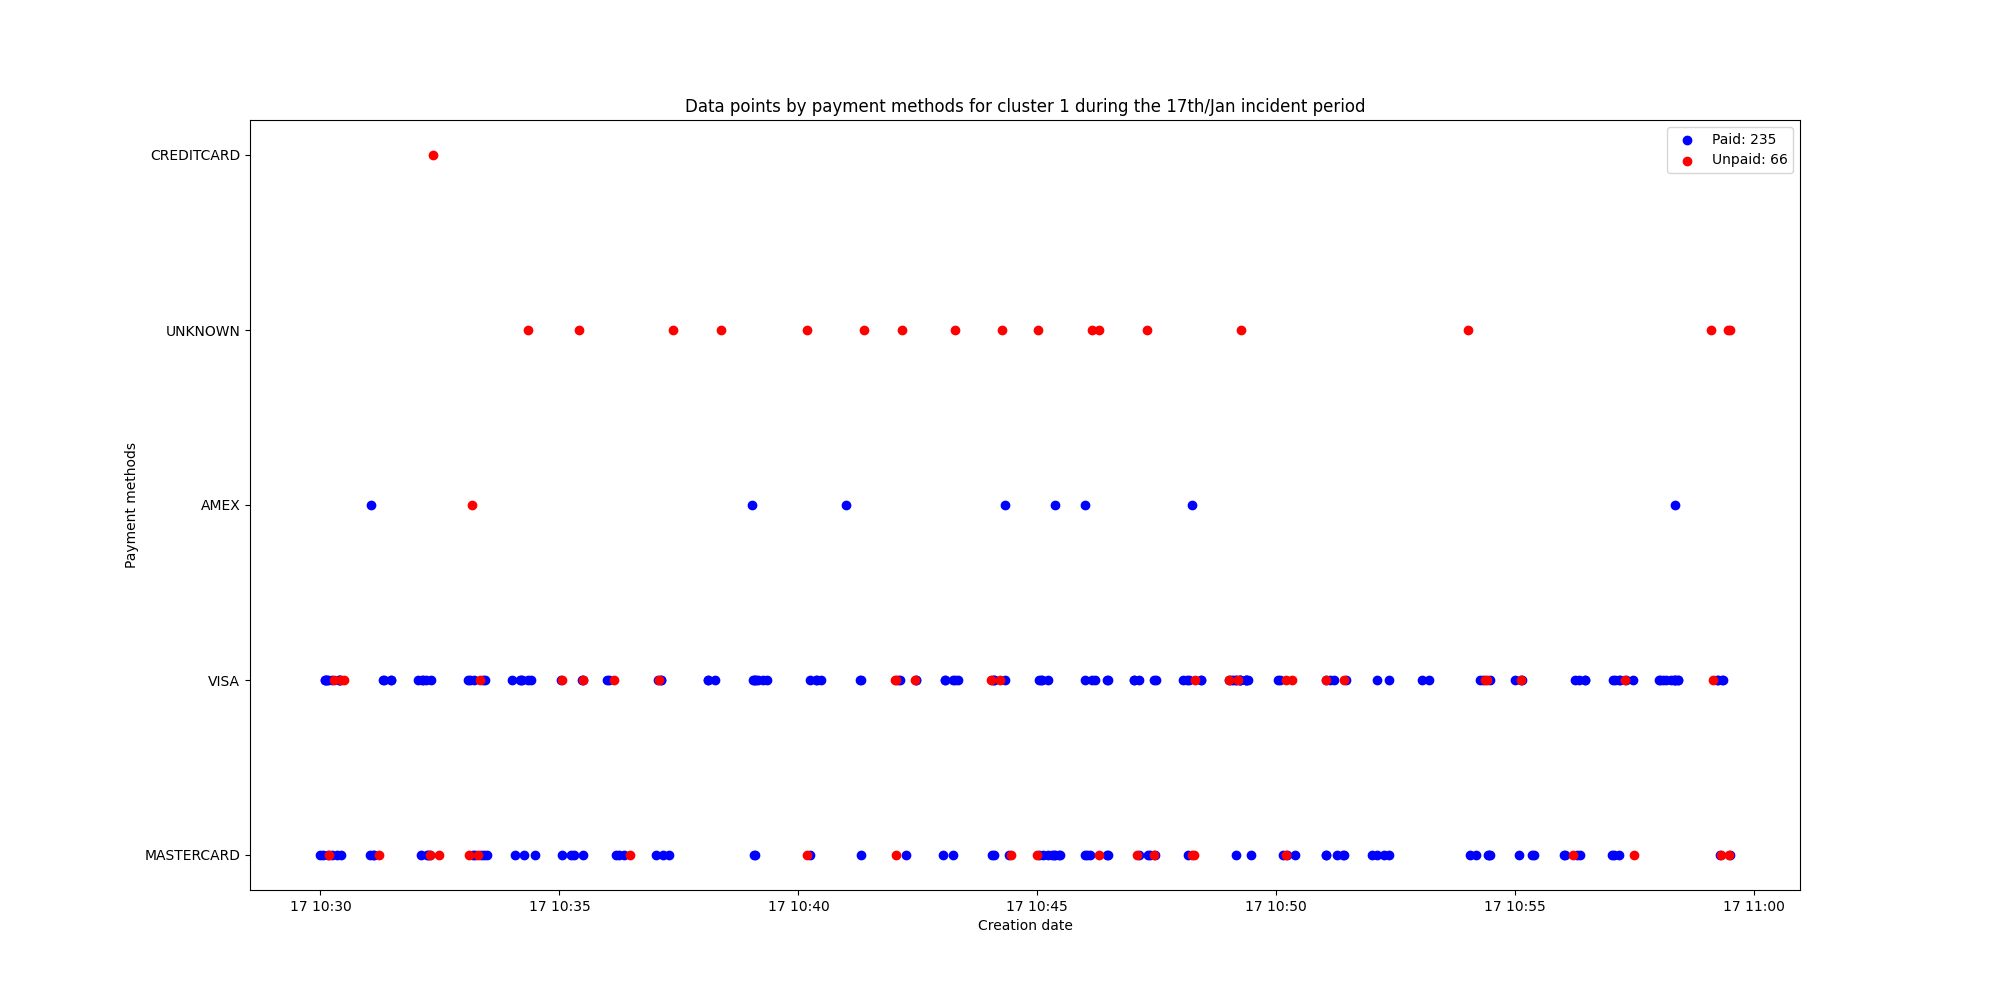 Data points by payment methods for cluster 1 during the 17th/Jan incident period
Paid: 235
Unpaid: 66
CREDITCARD
UNKNOWN
AMEX
VISA
MASTERCARD
Payment methods
17 10:30 17 10:35 17 10:40 17 10:45 17 10:50 17 10:55 17 11:00
Creation date